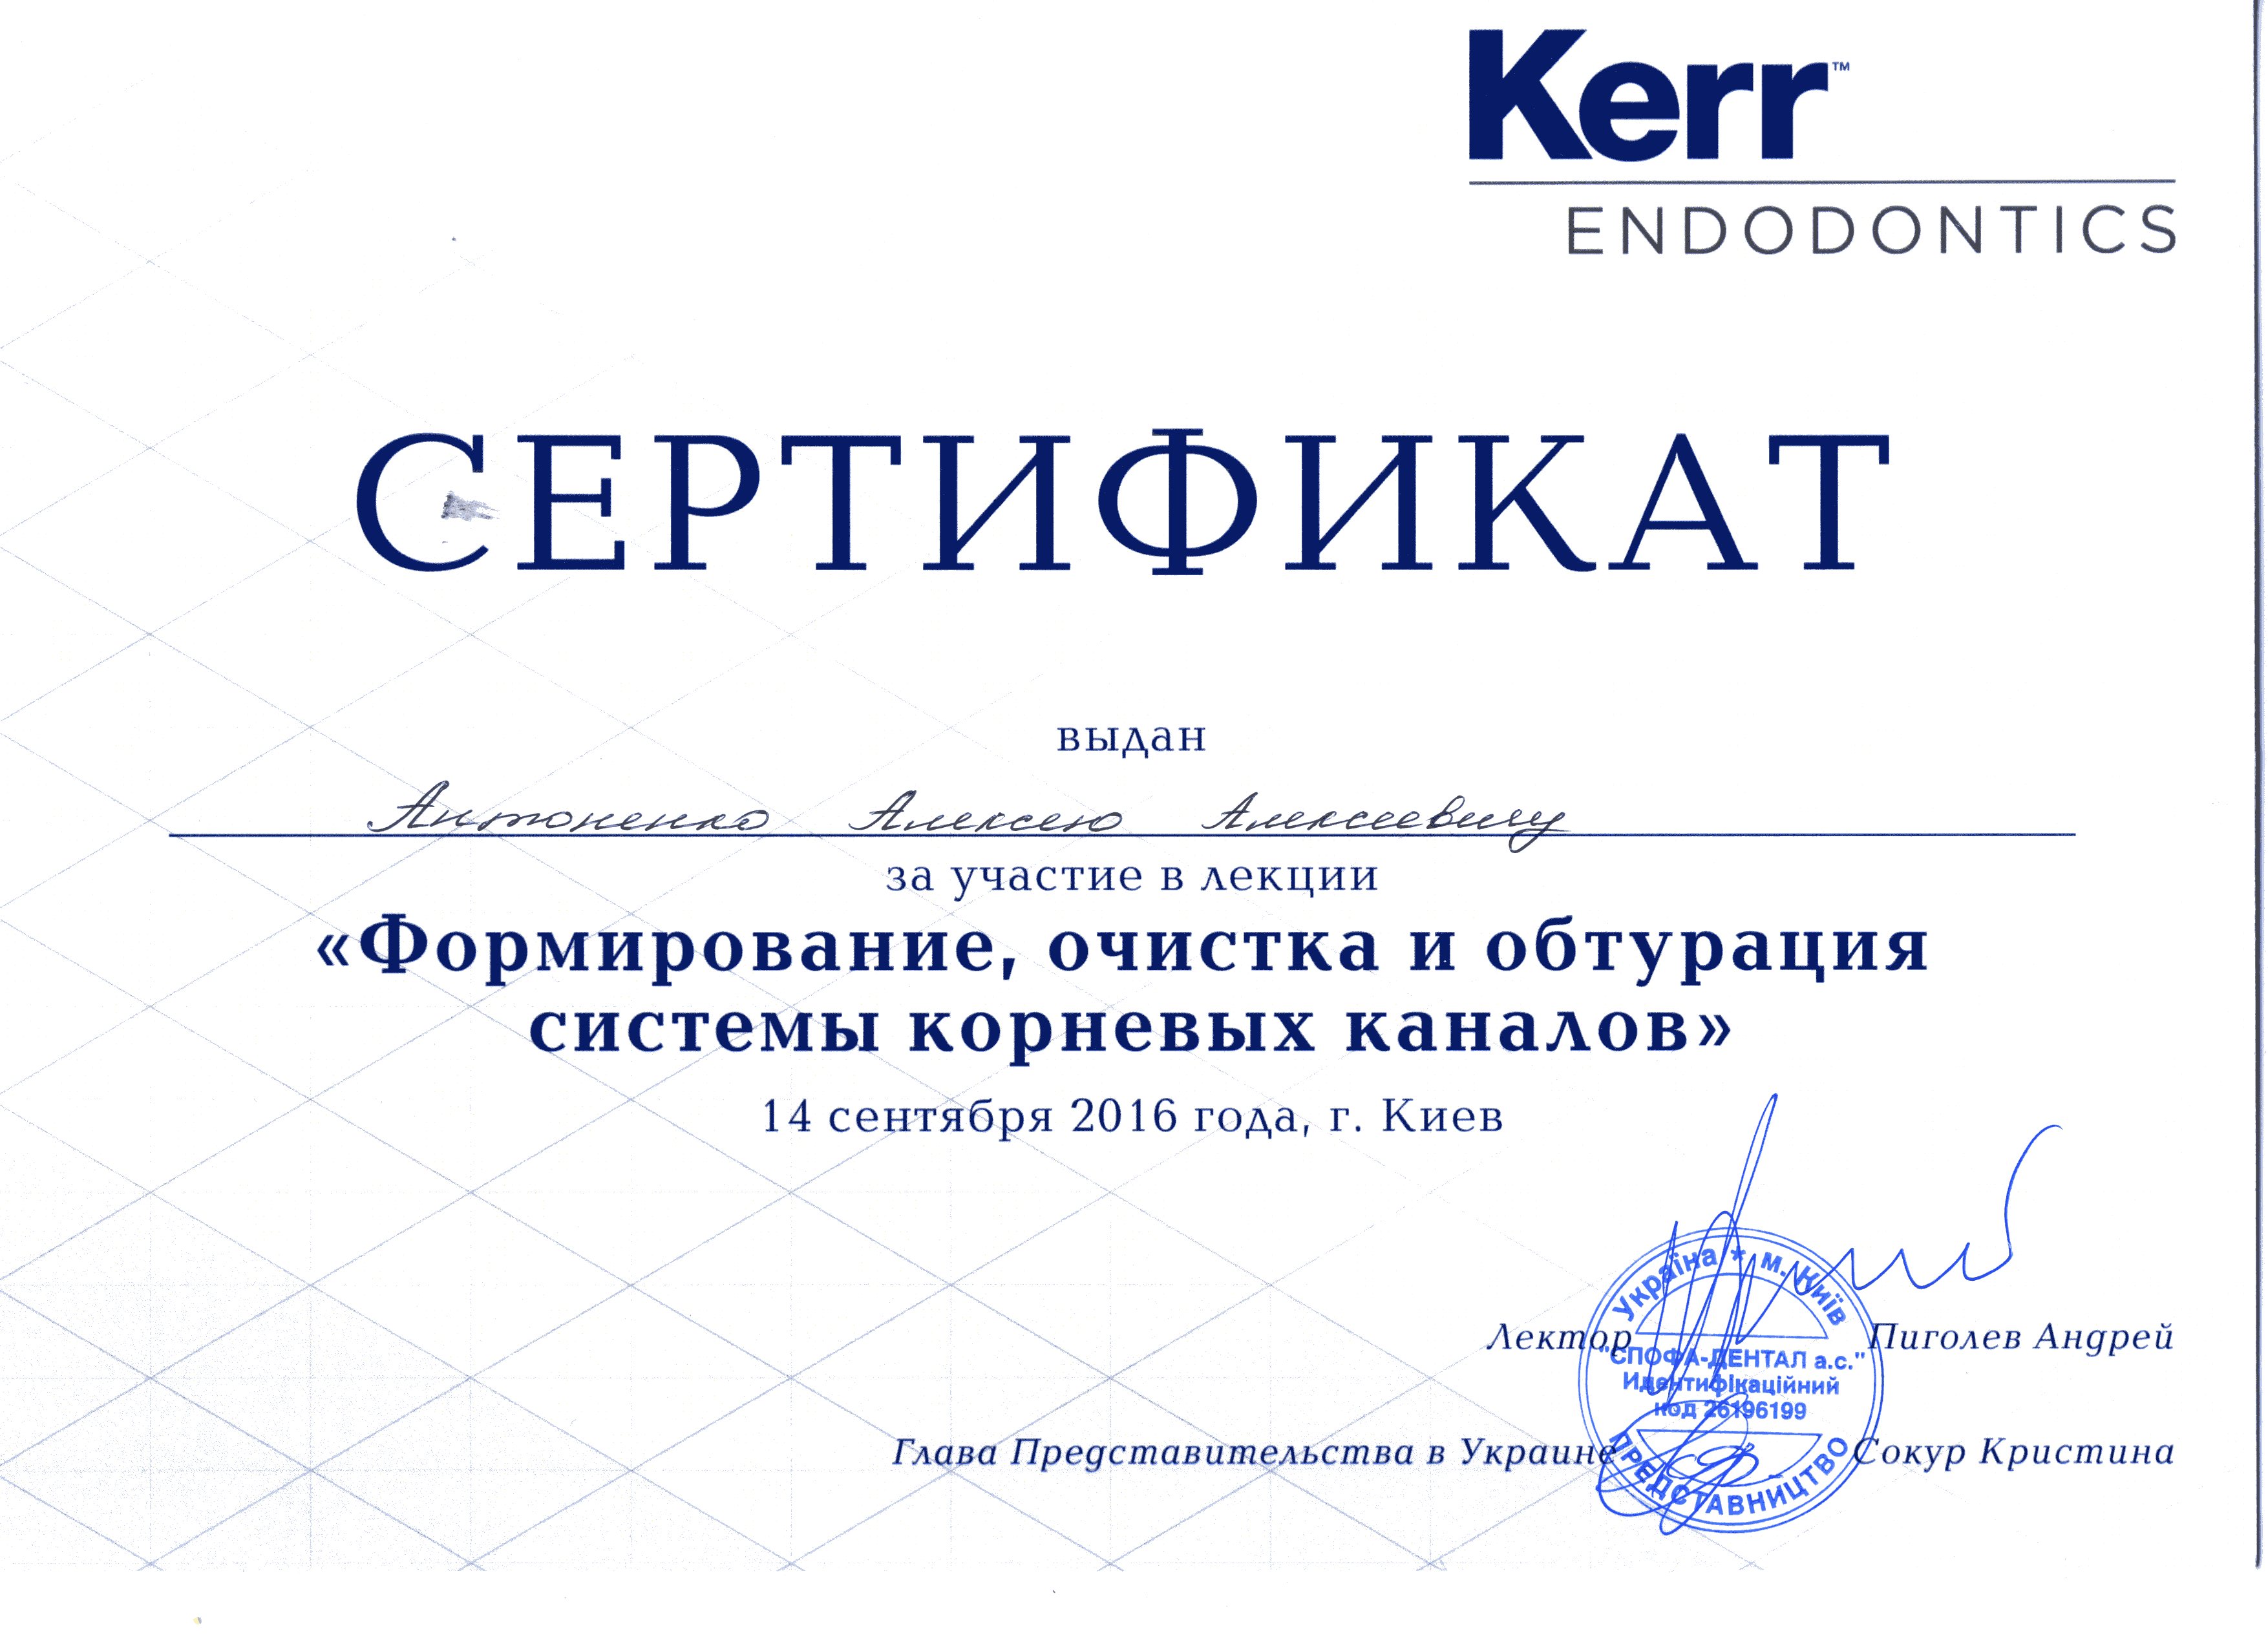 Kerr™
ENDODONTICS
СЕРТИФИКАТ
выдан
Антоненко Алексею Алексеевичу
за участие в лекции
«Формирование, очистка и обтурация
системы корневых каналов»
14 сентября 2016 года, г. Киев
Лектор Пиголев Андрей
Глава Представительства в Украине Сокур Кристина
Україна * м. Київ
"СПОФА-ДЕНТАЛ а.с."
Идентифікаційний
код 26196199
ПРЕДСТАВНИЦТВО